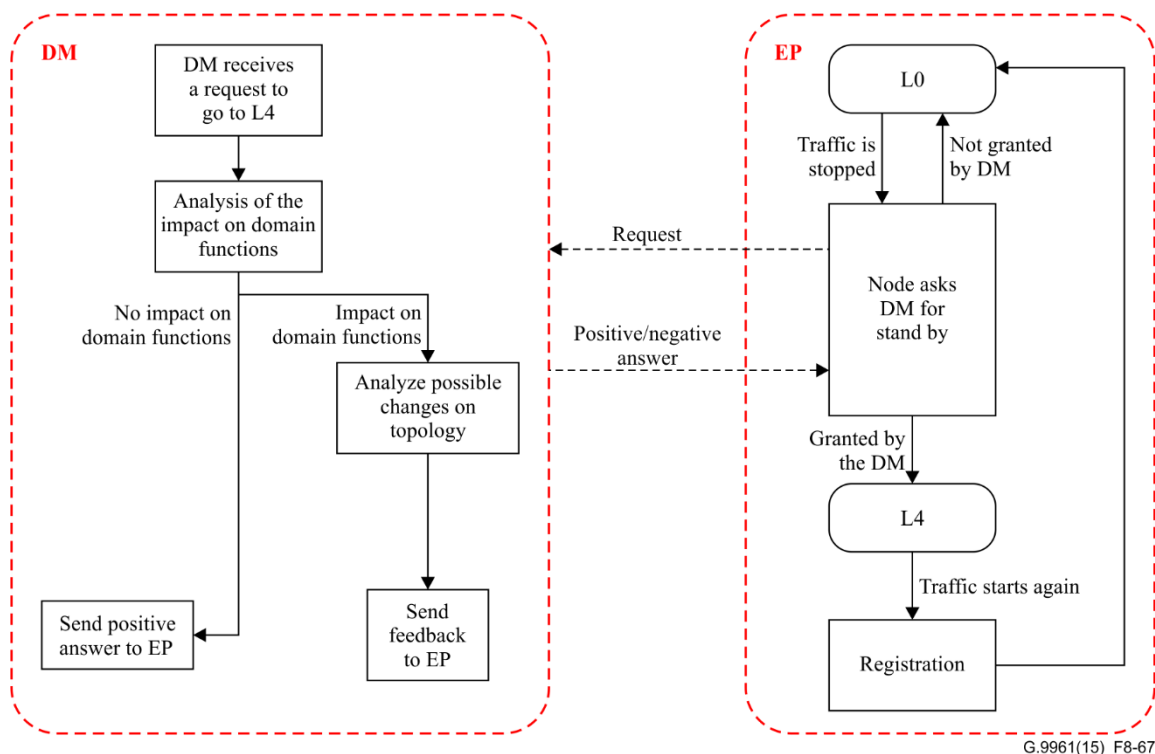 DM
DM receives
a request to
go to L4
Analysis of the
impact on domain
functions
No impact on
domain functions
Impact on
domain functions
Analyze possible
changes on
topology
Send positive
answer to EP
Send
feedback
to EP
Request
Positive/negative
answer
EP
L0
Traffic is
stopped
Not granted
by DM
Node asks
DM for
stand by
Granted by
the DM
L4
Traffic starts again
Registration
G.9961(15)_F8-67